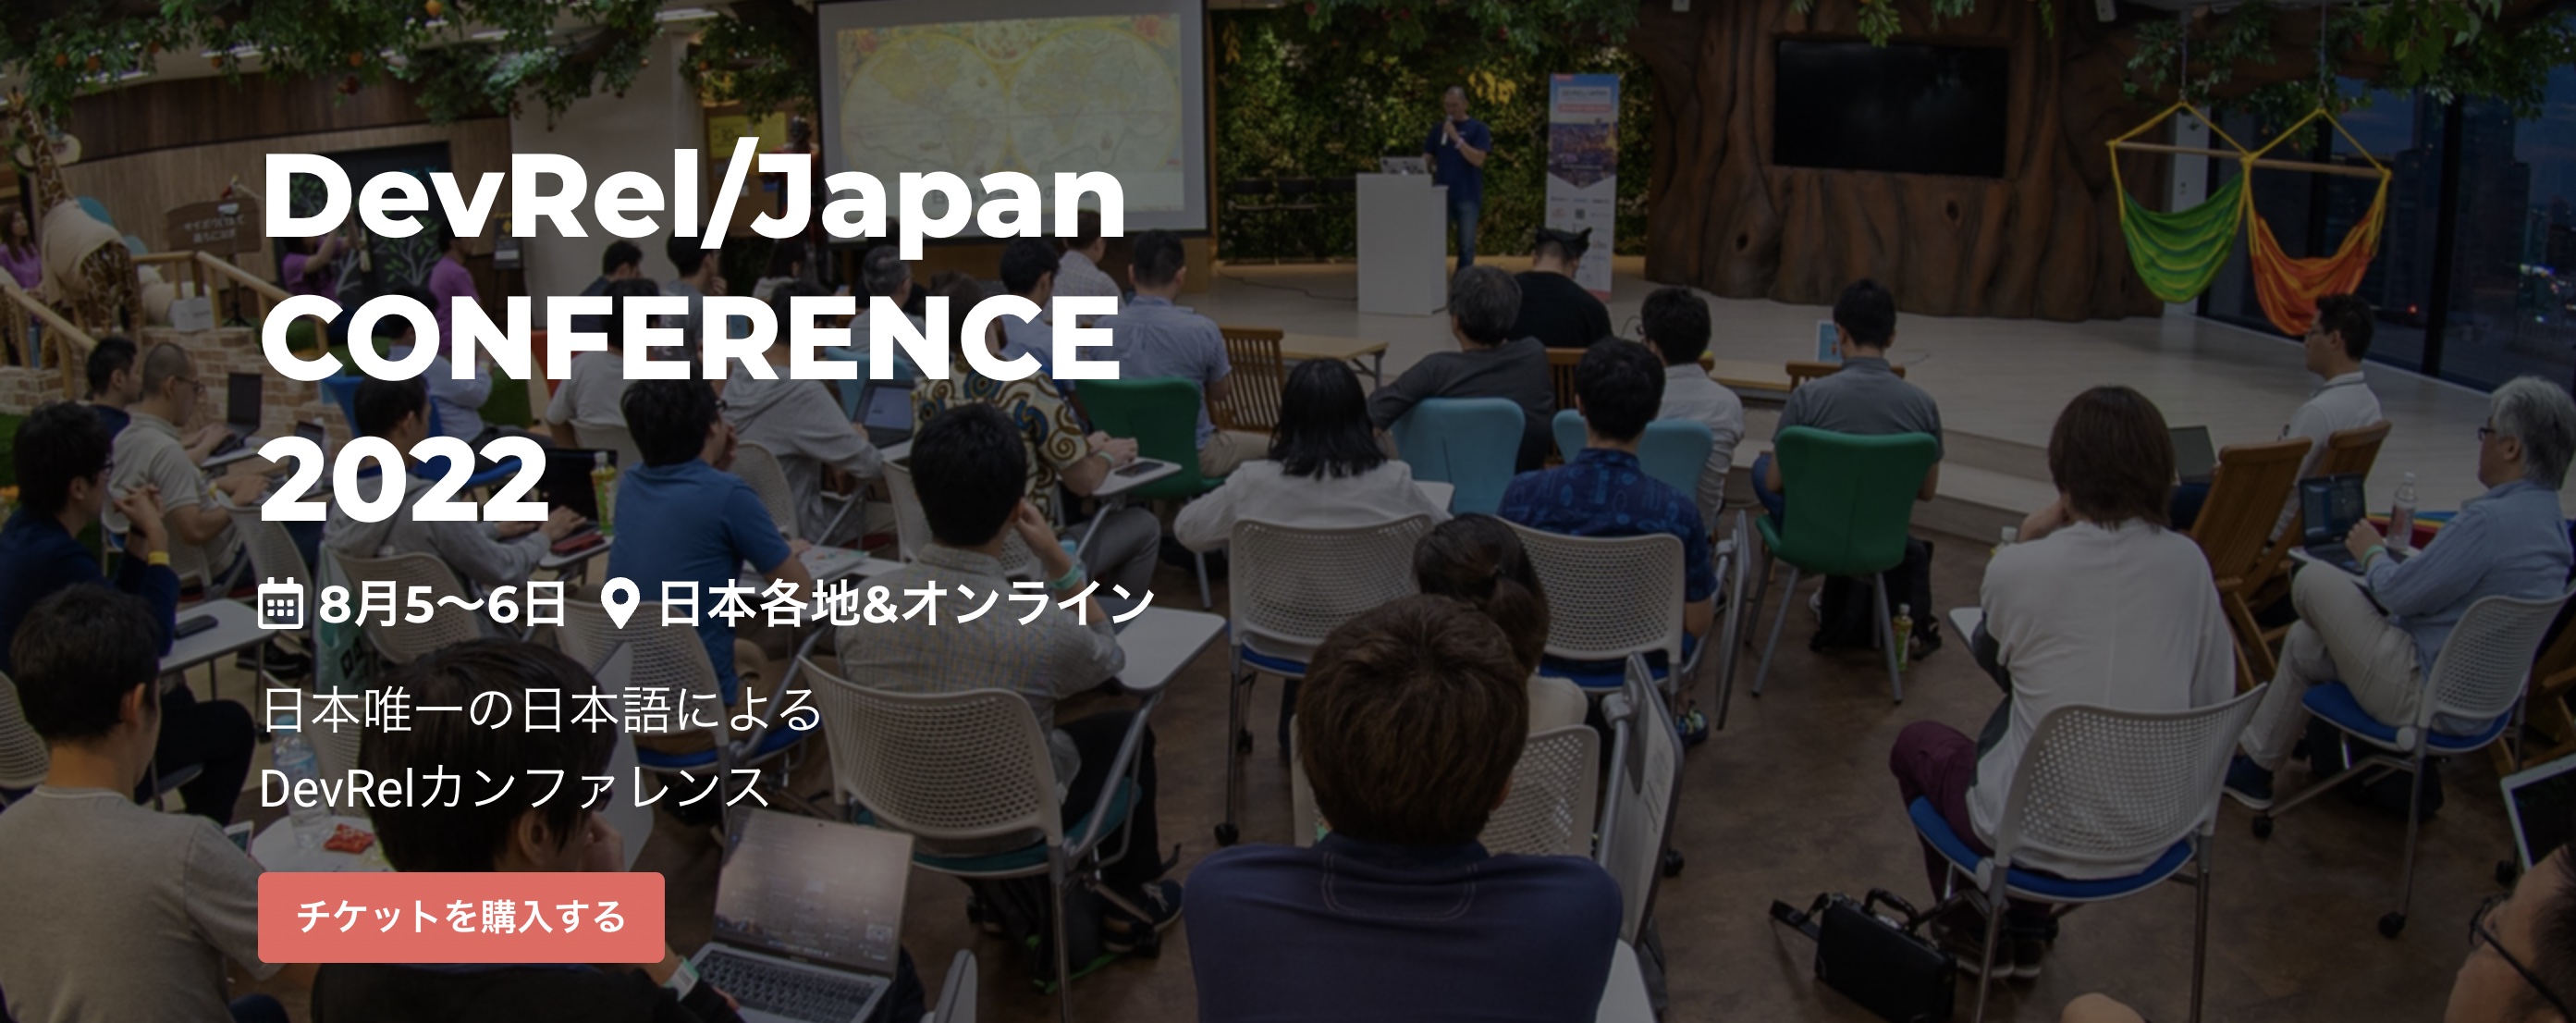 DevRel/Japan
CONFERENCE
2022
8月5〜6日 日本各地&オンライン
日本唯一の日本語による
DevRelカンファレンス
チケットを購入する